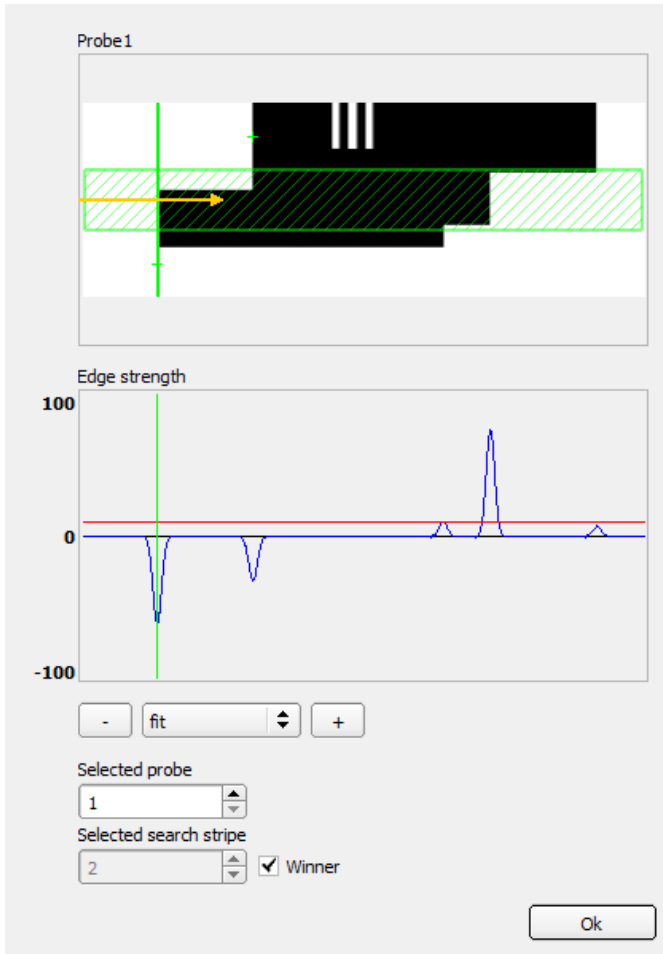 Probe1
Edge strength
100
0
-100
- fit +
Selected probe
1
Selected search stripe
2 Winner
Ok